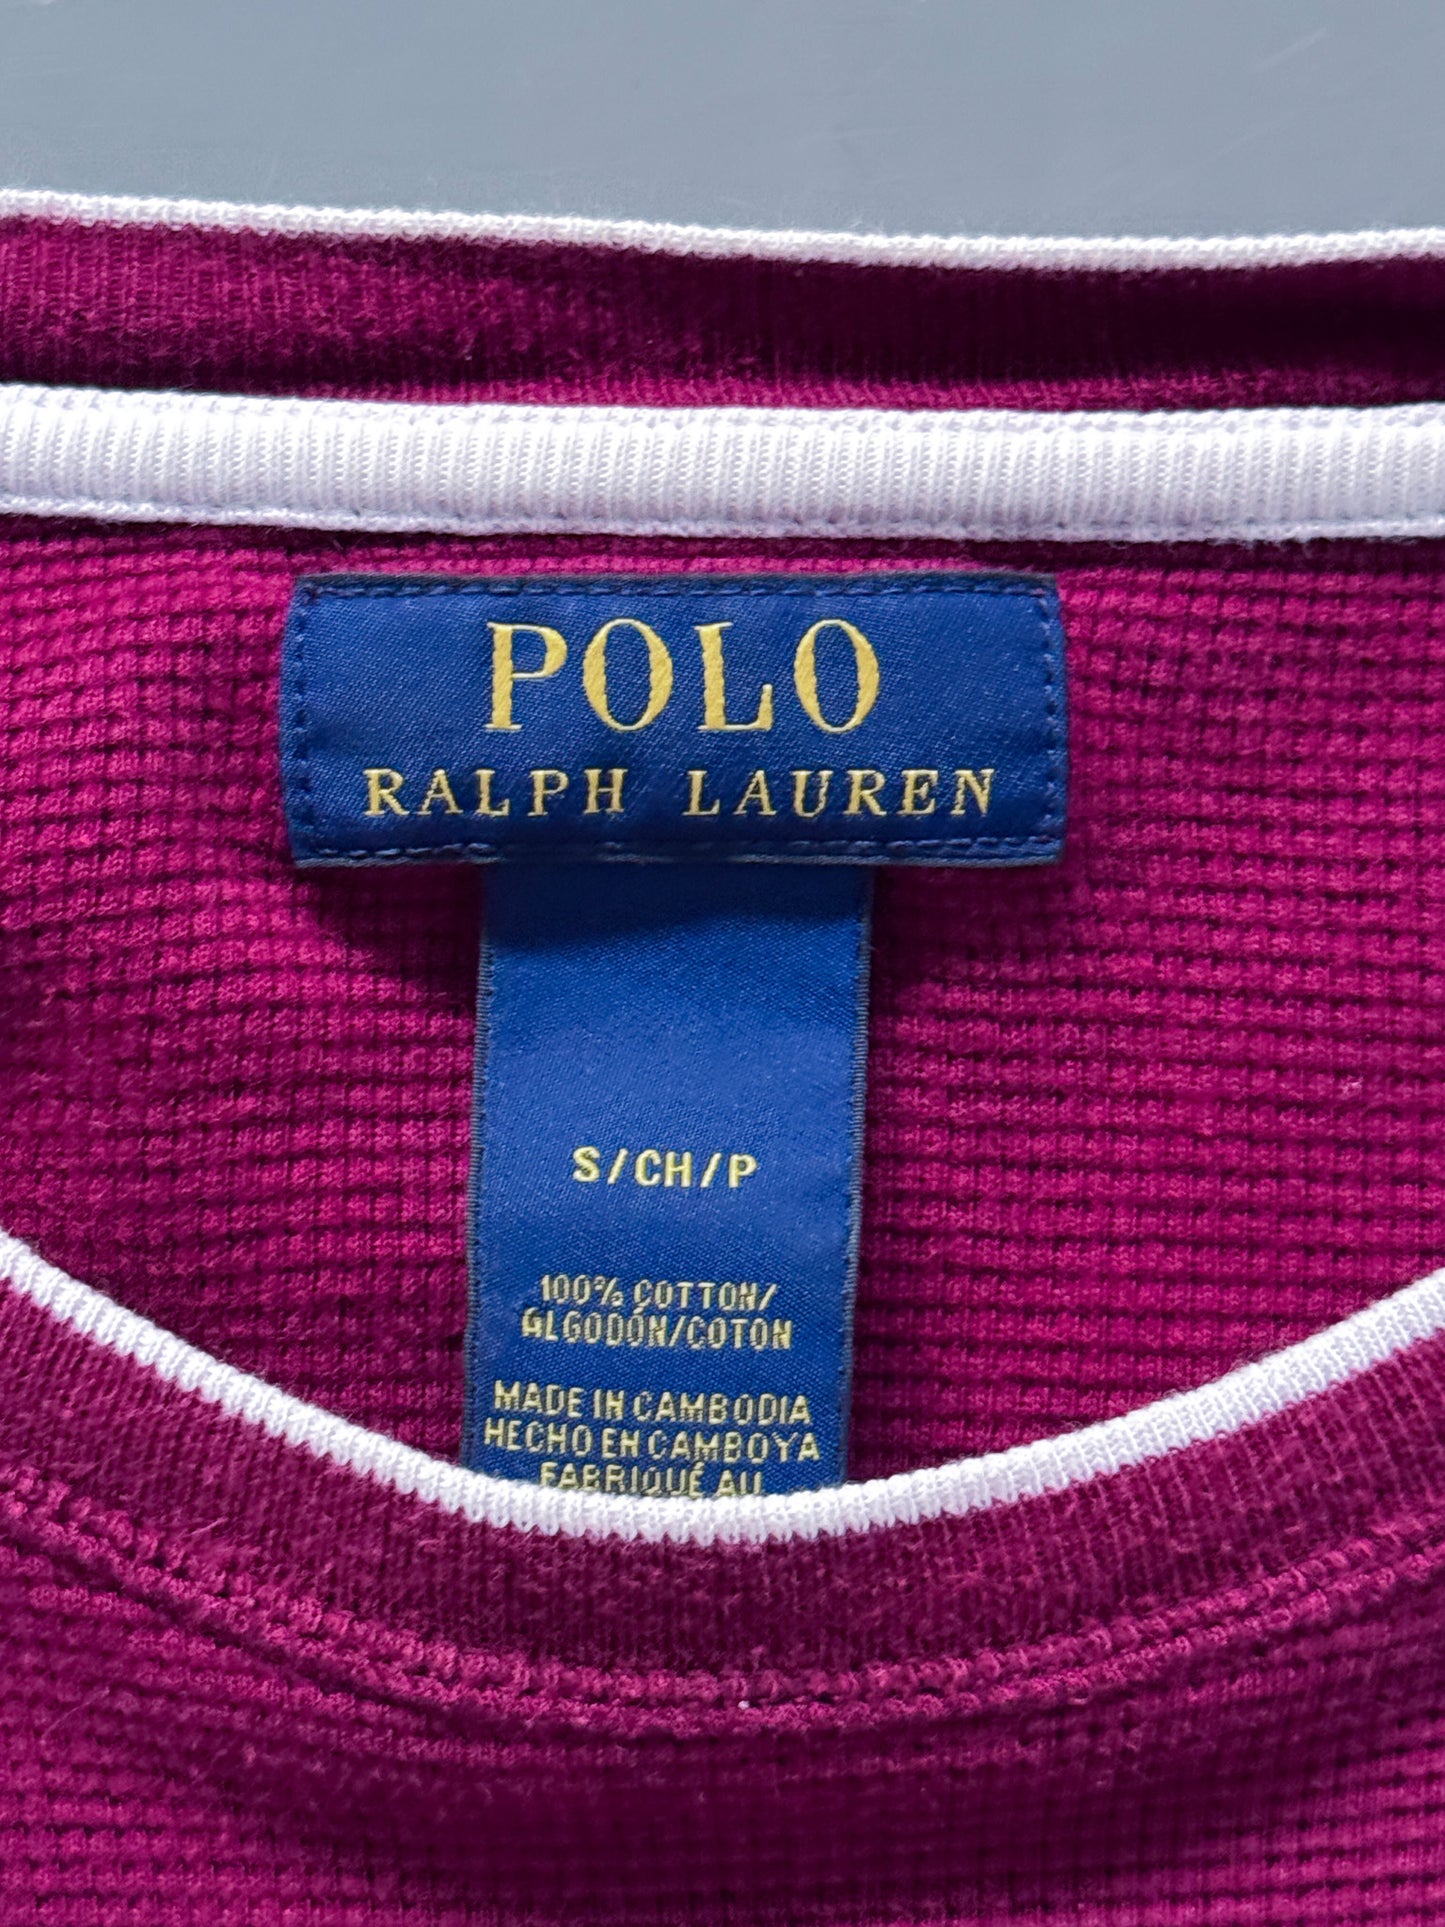 POLO
RALPH LAUREN
S/CH/P
100% COTTON/
ALGODÓN/COTON
MADE IN CAMBODIA
HECHO EN CAMBOYA
FABRIQUÉ AU